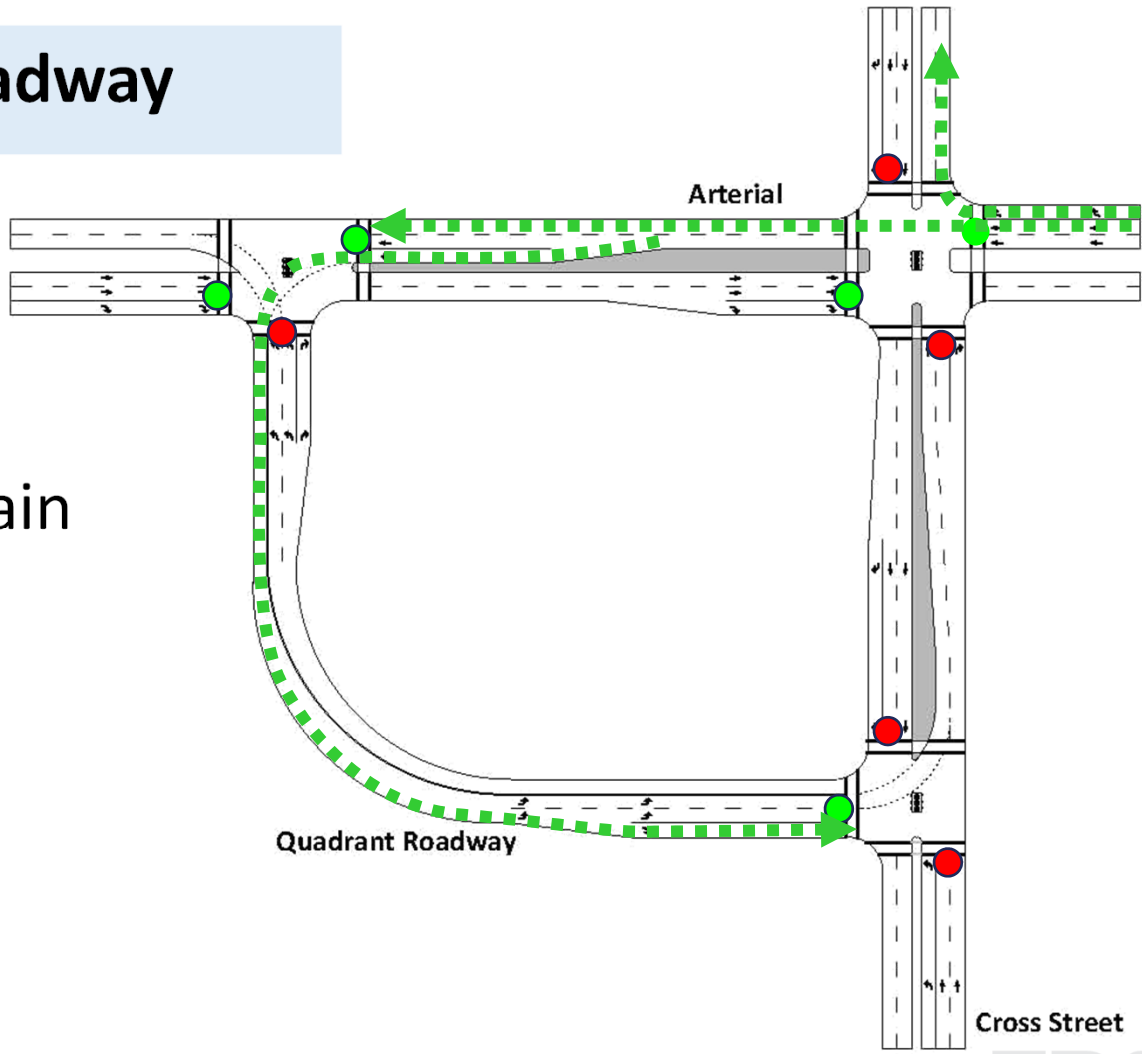 adway
Arterial
ain
Quadrant Roadway
Cross Street